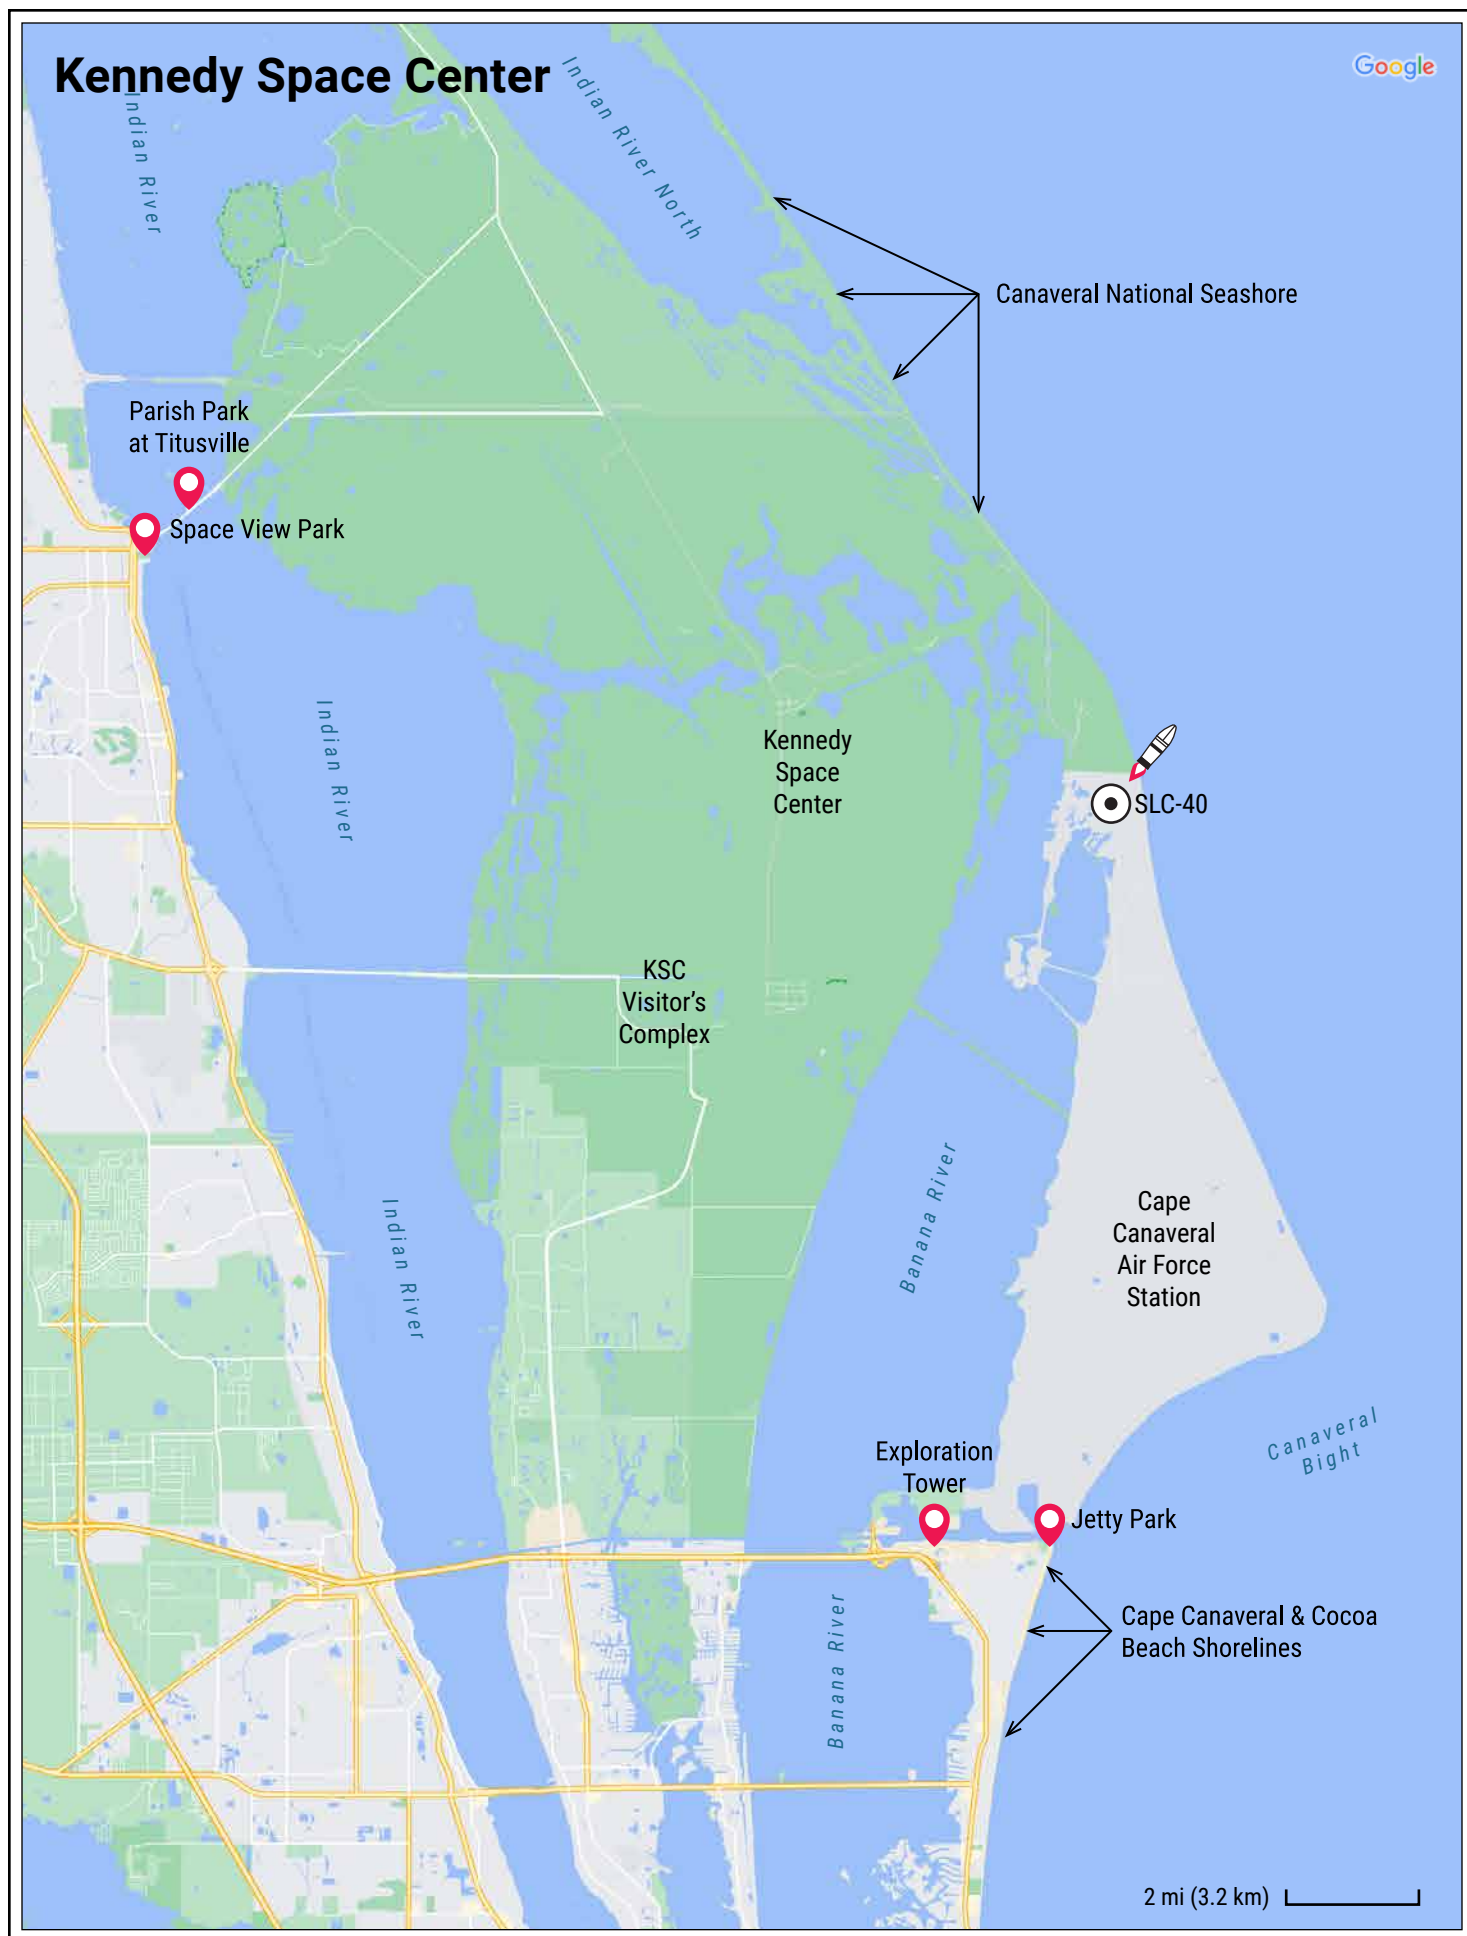 Kennedy Space Center
Google
Indian River
Indian River North
Canaveral National Seashore
Parish Park
at Titusville
Space View Park
Indian River
Kennedy
Space
Center
SLC-40
KSC
Visitor’s
Complex
Banana River
Cape
Canaveral
Air Force
Station
Indian River
Canaveral
Bight
Exploration
Tower
Jetty Park
Banana River
Cape Canaveral & Cocoa
Beach Shorelines
2 mi (3.2 km)